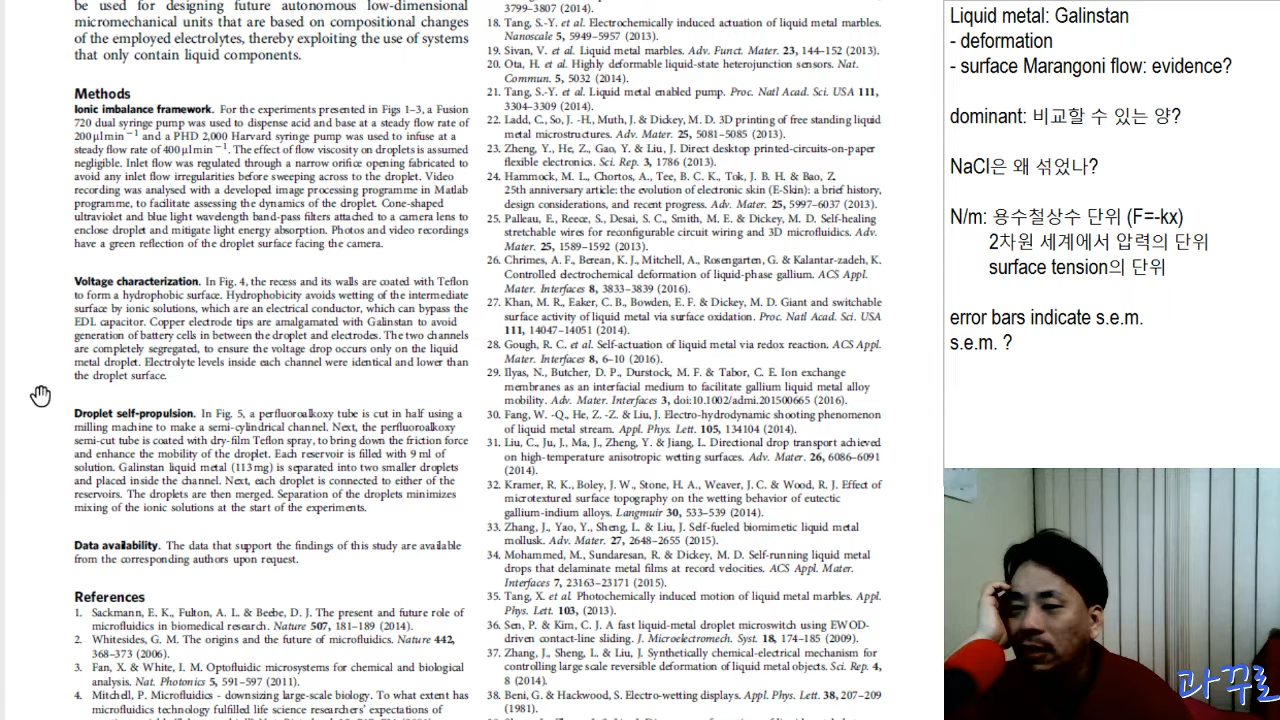 be used for designing future autonomous low-dimensional
micromechanical units that are based on compositional changes
of the employed electrolytes, thereby exploiting the use of systems
that only contain liquid components.
Methods
Ionic imbalance framework. For the experiments presented in Figs 1–3, a Fusion
720 dual syringe pump was used to dispense acid and base at a steady flow rate of
200 μl min⁻¹ and a PHD 2,000 Harvard syringe pump was used to infuse at a
steady flow rate of 400 μl min⁻¹. The effect of flow viscosity on droplets is assumed
negligible. Inlet flow was regulated through a narrow orifice opening fabricated to
avoid any inlet flow irregularities before sweeping across to the droplet. Video
recording was analysed with a developed image processing programme in Matlab
programme, to facilitate assessing the dynamics of the droplet. Cone-shaped
ultraviolet and blue light wavelength band-pass filters attached to a camera lens to
enclose droplet and mitigate light energy absorption. Photos and video recordings
have a green reflection of the droplet surface facing the camera.
Voltage characterization. In Fig. 4, the recess and its walls are coated with Teflon
to form a hydrophobic surface. Hydrophobicity avoids wetting of the intermediate
surface by ionic solutions, which are an electrical conductor, which can bypass the
EDL capacitor. Copper electrode tips are amalgamated with Galinstan to avoid
generation of battery cells in between the droplet and electrodes. The two channels
are completely segregated, to ensure the voltage drop occurs only on the liquid
metal droplet. Electrolyte levels inside each channel were identical and lower than
the droplet surface.
Droplet self-propulsion. In Fig. 5, a perfluoroalkoxy tube is cut in half using a
milling machine to make a semi-cylindrical channel. Next, the perfluoroalkoxy
semi-cut tube is coated with dry-film Teflon spray, to bring down the friction force
and enhance the mobility of the droplet. Each reservoir is filled with 9 ml of
solution. Galinstan liquid metal (113 mg) is separated into two smaller droplets
and placed inside the channel. Next, each droplet is connected to either of the
reservoirs. The droplets are then merged. Separation of the droplets minimizes
mixing of the ionic solutions at the start of the experiments.
Data availability. The data that support the findings of this study are available
from the corresponding authors upon request.
References
1. Sackmann, E. K., Fulton, A. L. & Beebe, D. J. The present and future role of
microfluidics in biomedical research. Nature 507, 181–189 (2014).
2. Whitesides, G. M. The origins and the future of microfluidics. Nature 442,
368–373 (2006).
3. Fan, X. & White, I. M. Optofluidic microsystems for chemical and biological
analysis. Nat. Photonics 5, 591–597 (2011).
4. Mitchell, P. Microfluidics - downsizing large-scale biology. To what extent has
microfluidics technology fulfilled life science researchers' expectations of
3799–3807 (2014).
18. Tang, S.-Y. et al. Electrochemically induced actuation of liquid metal marbles.
Nanoscale 5, 5949–5957 (2013).
19. Sivan, V. et al. Liquid metal marbles. Adv. Funct. Mater. 23, 144–152 (2013).
20. Ota, H. et al. Highly deformable liquid-state heterojunction sensors. Nat.
Commun. 5, 5032 (2014).
21. Tang, S.-Y. et al. Liquid metal enabled pump. Proc. Natl Acad. Sci. USA 111,
3304–3309 (2014).
22. Ladd, C., So, J. -H., Muth, J. & Dickey, M. D. 3D printing of free standing liquid
metal microstructures. Adv. Mater. 25, 5081–5085 (2013).
23. Zheng, Y., He, Z., Gao, Y. & Liu, J. Direct desktop printed-circuits-on-paper
flexible electronics. Sci. Rep. 3, 1786 (2013).
24. Hammock, M. L., Chortos, A., Tee, B. C. K., Tok, J. B. H. & Bao, Z.
25th anniversary article: the evolution of electronic skin (E-Skin): a brief history,
design considerations, and recent progress. Adv. Mater. 25, 5997–6037 (2013).
25. Palleau, E., Reece, S., Desai, S. C., Smith, M. E. & Dickey, M. D. Self-healing
stretchable wires for reconfigurable circuit wiring and 3D microfluidics. Adv.
Mater. 25, 1589–1592 (2013).
26. Chrimes, A. F., Berean, K. J., Mitchell, A., Rosengarten, G. & Kalantar-zadeh, K.
Controlled electrochemical deformation of liquid-phase gallium. ACS Appl.
Mater. Interfaces 8, 3833–3839 (2016).
27. Khan, M. R., Eaker, C. B., Bowden, E. F. & Dickey, M. D. Giant and switchable
surface activity of liquid metal via surface oxidation. Proc. Natl Acad. Sci. USA
111, 14047–14051 (2014).
28. Gough, R. C. et al. Self-actuation of liquid metal via redox reaction. ACS Appl.
Mater. Interfaces 8, 6–10 (2016).
29. Ilyas, N., Butcher, D. P., Durstock, M. F. & Tabor, C. E. Ion exchange
membranes as an interfacial medium to facilitate gallium liquid metal alloy
mobility. Adv. Mater. Interfaces 3, doi:10.1002/admi.201500665 (2016).
30. Fang, W. -Q., He, Z. -Z. & Liu, J. Electro-hydrodynamic shooting phenomenon
of liquid metal stream. Appl. Phys. Lett. 105, 134104 (2014).
31. Liu, C., Ju, J., Ma, J., Zheng, Y. & Jiang, L. Directional drop transport achieved
on high-temperature anisotropic wetting surfaces. Adv. Mater. 26, 6086–6091
(2014).
32. Kramer, R. K., Boley, J. W., Stone, H. A., Weaver, J. C. & Wood, R. J. Effect of
microtextured surface topography on the wetting behavior of eutectic
gallium-indium alloys. Langmuir 30, 533–539 (2014).
33. Zhang, J., Yao, Y., Sheng, L. & Liu, J. Self-fueled biomimetic liquid metal
mollusk. Adv. Mater. 27, 2648–2655 (2015).
34. Mohammed, M., Sundaresan, R. & Dickey, M. D. Self-running liquid metal
drops that delaminate metal films at record velocities. ACS Appl. Mater.
Interfaces 7, 23163–23171 (2015).
35. Tang, X. et al. Photochemically induced motion of liquid metal marbles. Appl.
Phys. Lett. 103, (2013).
36. Sen, P. & Kim, C. J. A fast liquid-metal droplet microswitch using EWOD-
driven contact-line sliding. J. Microelectromech. Syst. 18, 174–185 (2009).
37. Zhang, J., Sheng, L. & Liu, J. Synthetically chemical-electrical mechanism for
controlling large scale reversible deformation of liquid metal objects. Sci. Rep. 4,
8 (2014).
38. Beni, G. & Hackwood, S. Electro-wetting displays. Appl. Phys. Lett. 38, 207–209
(1981).
Liquid metal: Galinstan
- deformation
- surface Marangoni flow: evidence?
dominant: 비교할 수 있는 양?
NaCl은 왜 섞었나?
N/m: 용수철상수 단위 (F=-kx)
2차원 세계에서 압력의 단위
surface tension의 단위
error bars indicate s.e.m.
s.e.m. ?
과꾸로